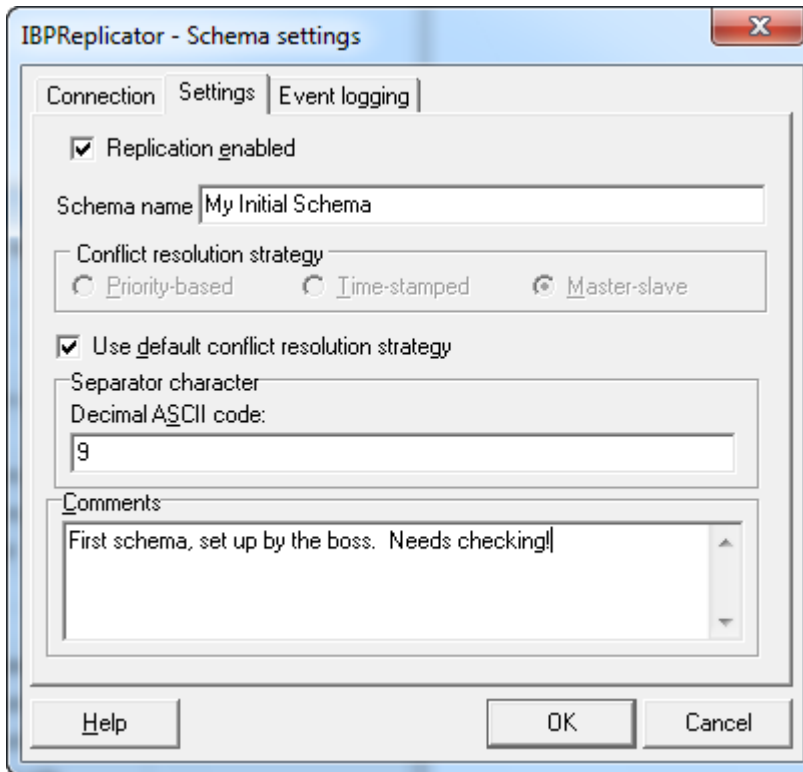 IBPReplicator - Schema settings
Connection Settings Event logging
Replication enabled
Schema name My Initial Schema
Conflict resolution strategy
Priority-based Time-stamped Master-slave
Use default conflict resolution strategy
Separator character
Decimal ASCII code:
9
Comments
First schema, set up by the boss.  Needs checking!
Help OK Cancel